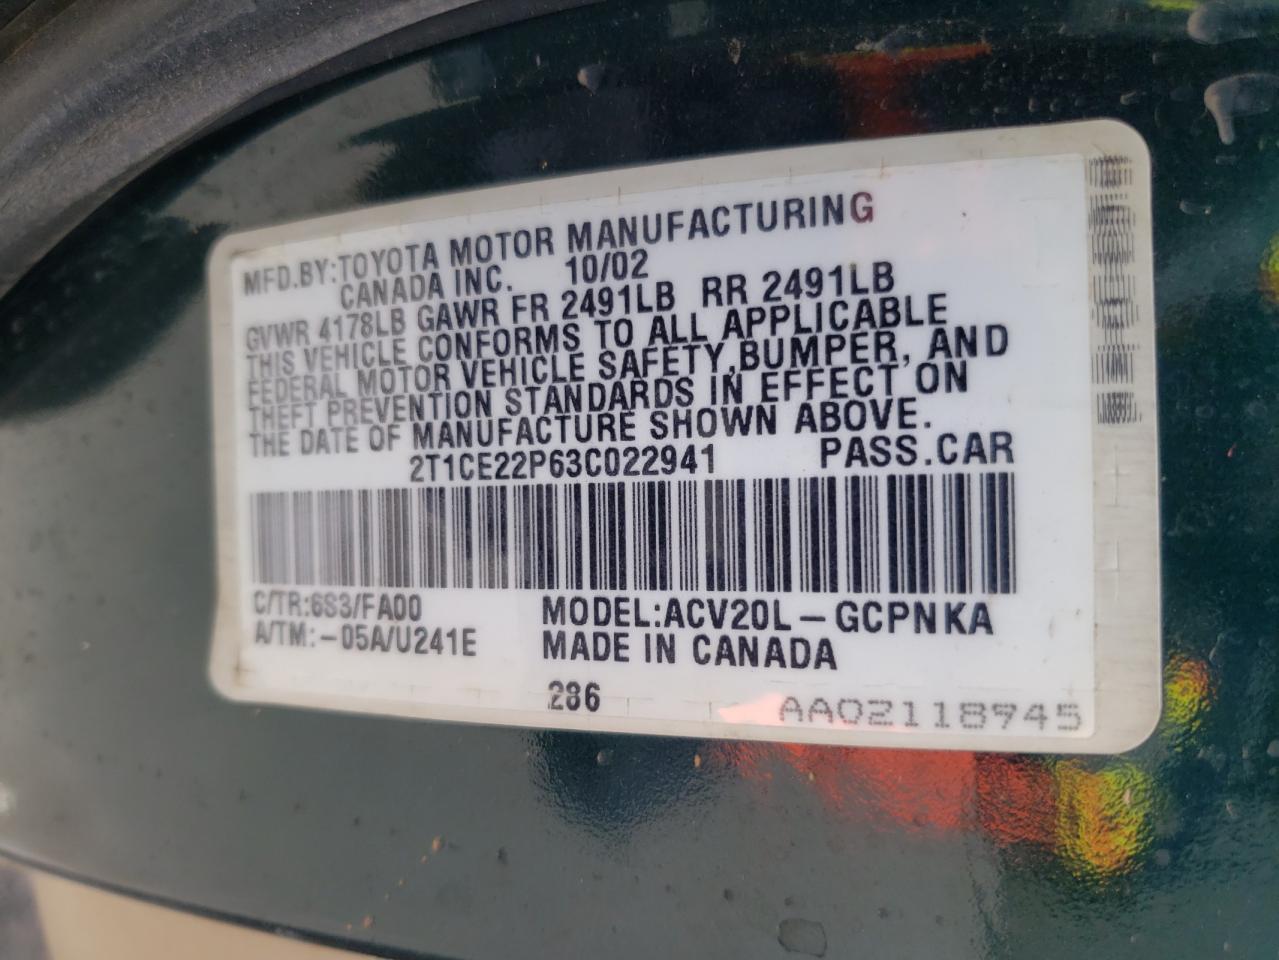 MFD.BY:TOYOTA MOTOR MANUFACTURING
CANADA INC. 10/02
GVWR 4178LB GAWR FR 2491LB RR 2491LB
THIS VEHICLE CONFORMS TO ALL APPLICABLE
FEDERAL MOTOR VEHICLE SAFETY,BUMPER, AND
THEFT PREVENTION STANDARDS IN EFFECT ON
THE DATE OF MANUFACTURE SHOWN ABOVE.
2T1CE22P63C022941 PASS.CAR
C/TR:6S3/FA00 MODEL:ACV20L-GCPNKA
A/TM:-05A/U241E MADE IN CANADA
286 AA02118945